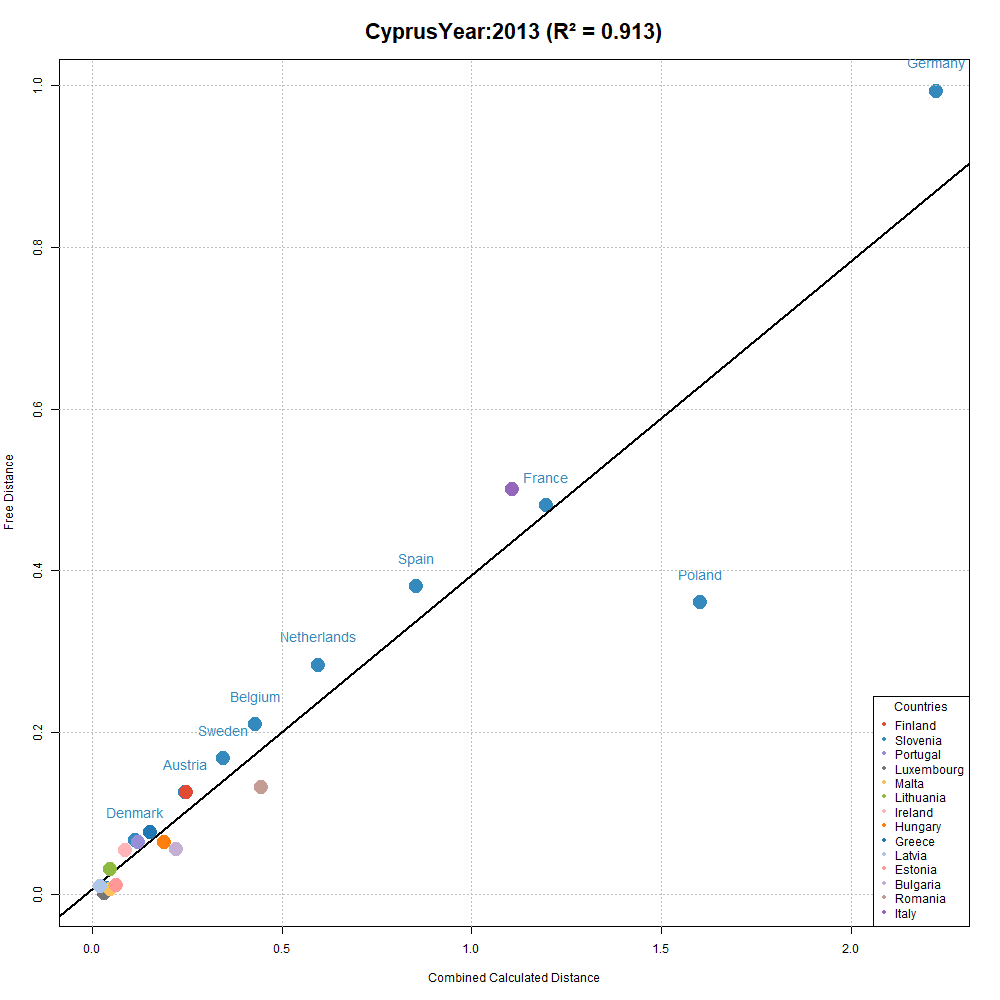 CyprusYear:2013 (R² = 0.913)
Germany
France
Spain
Poland
Netherlands
Belgium
Sweden
Austria
Denmark
1.0
0.8
0.6
0.4
0.2
0.0
Free Distance
0.0
0.5
1.0
1.5
2.0
Combined Calculated Distance
Countries
Finland
Slovenia
Portugal
Luxembourg
Malta
Lithuania
Ireland
Hungary
Greece
Latvia
Estonia
Bulgaria
Romania
Italy